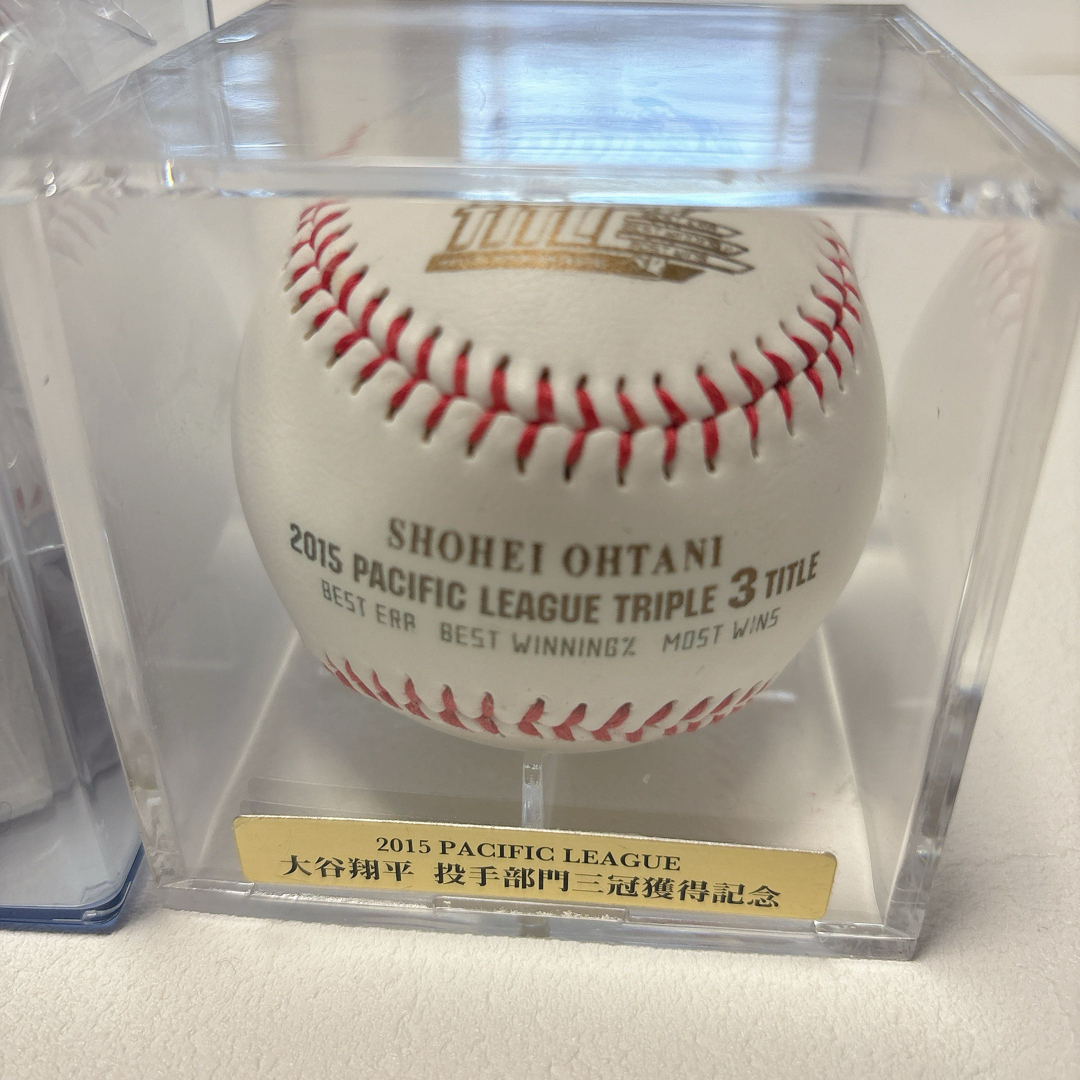 TITLE
SHOHEI OHTANI
2015 PACIFIC LEAGUE TRIPLE 3 TITLE
BEST ERA BEST WINNING% MOST WINS
2015 PACIFIC LEAGUE
大谷翔平 投手部門三冠獲得記念